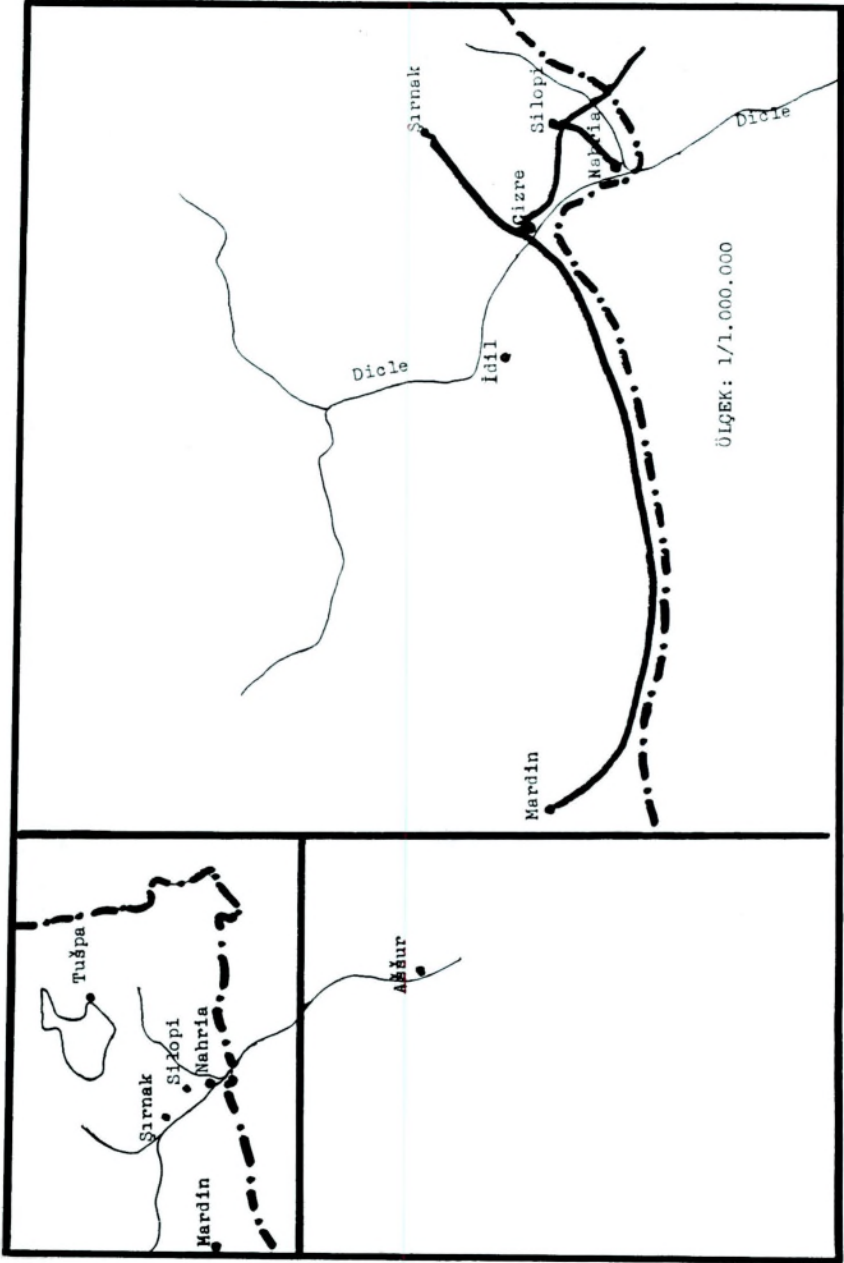 Şırnak
Silopi
Nahria
Cizre
Dicle
Dicle
İdil
Mardin
ÖLÇEK: 1/1.000.000
Tušpa
Şırnak
Silopi
Nahria
Mardin
Aššur